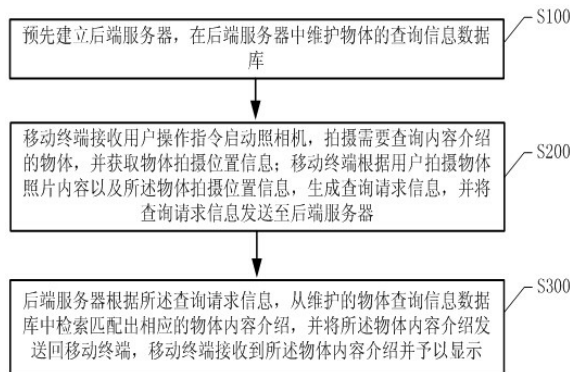 S100
预先建立后端服务器，在后端服务器中维护物体的查询信息数据
库
S200
移动终端接收用户操作指令启动照相机，拍摄需要查询内容介绍
的物体，并获取物体拍摄位置信息；移动终端根据用户拍摄物体
照片内容以及所述物体拍摄位置信息，生成查询请求信息，并将
查询请求信息发送至后端服务器
S300
后端服务器根据所述查询请求信息，从维护的物体查询信息数据
库中检索匹配出相应的物体内容介绍，并将所述物体内容介绍发
送回移动终端，移动终端接收到所述物体内容介绍并予以显示